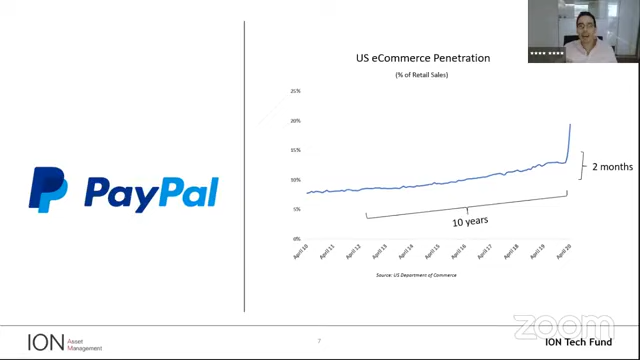 US eCommerce Penetration
(% of Retail Sales)
25%
20%
15%
10%
5%
0%
2 months
10 years
April 10
April 11
April 12
April 13
April 14
April 15
April 16
April 17
April 18
April 19
April 20
Source: US Department of Commerce
PayPal
zoom
ION Asset
Management
7
ION Tech Fund